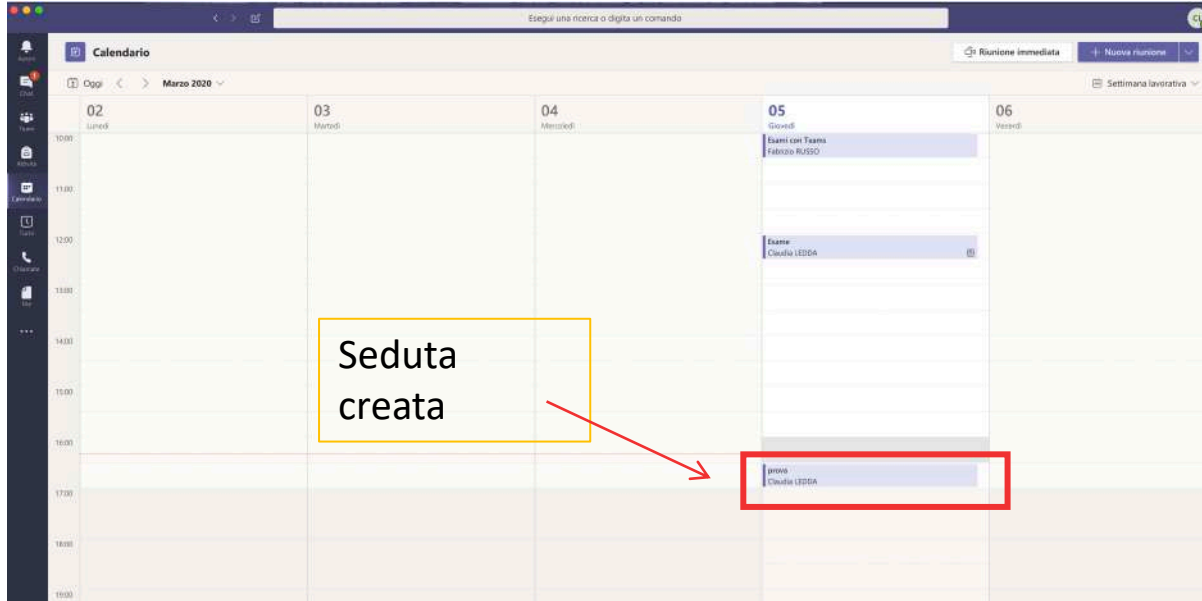 Esegui una ricerca o digita un comando
Calendario
Riunione immediata
+ Nuova riunione
Oggi
Marzo 2020
Settimana lavorativa
02
Lunedì
03
Martedì
04
Mercoledì
05
Giovedì
06
Venerdì
Chat
Calendario
Chiamate
File
10:00
11:00
12:00
13:00
14:00
15:00
16:00
17:00
18:00
19:00
Esami con Teams
Fabrizio RUSSO
Esame
Claudia LEDDA
Seduta
creata
prova
Claudia LEDDA